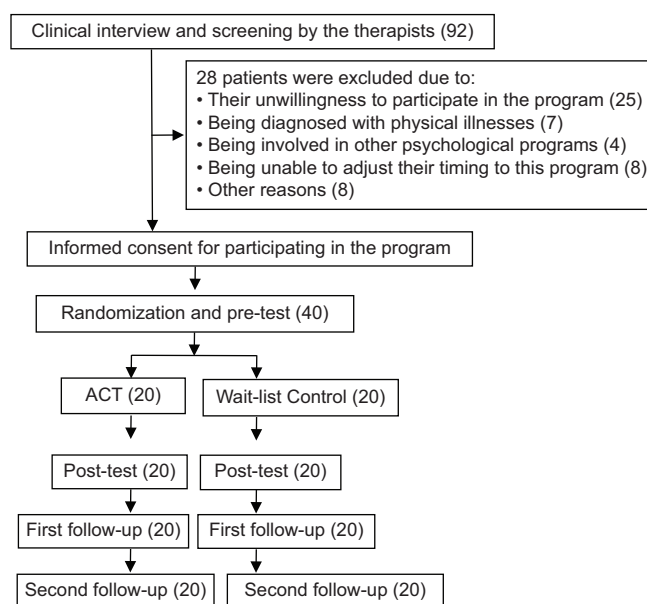 Clinical interview and screening by the therapists (92)
28 patients were excluded due to:
• Their unwillingness to participate in the program (25)
• Being diagnosed with physical illnesses (7)
• Being involved in other psychological programs (4)
• Being unable to adjust their timing to this program (8)
• Other reasons (8)
Informed consent for participating in the program
Randomization and pre-test (40)
ACT (20) Wait-list Control (20)
Post-test (20) Post-test (20)
First follow-up (20) First follow-up (20)
Second follow-up (20) Second follow-up (20)